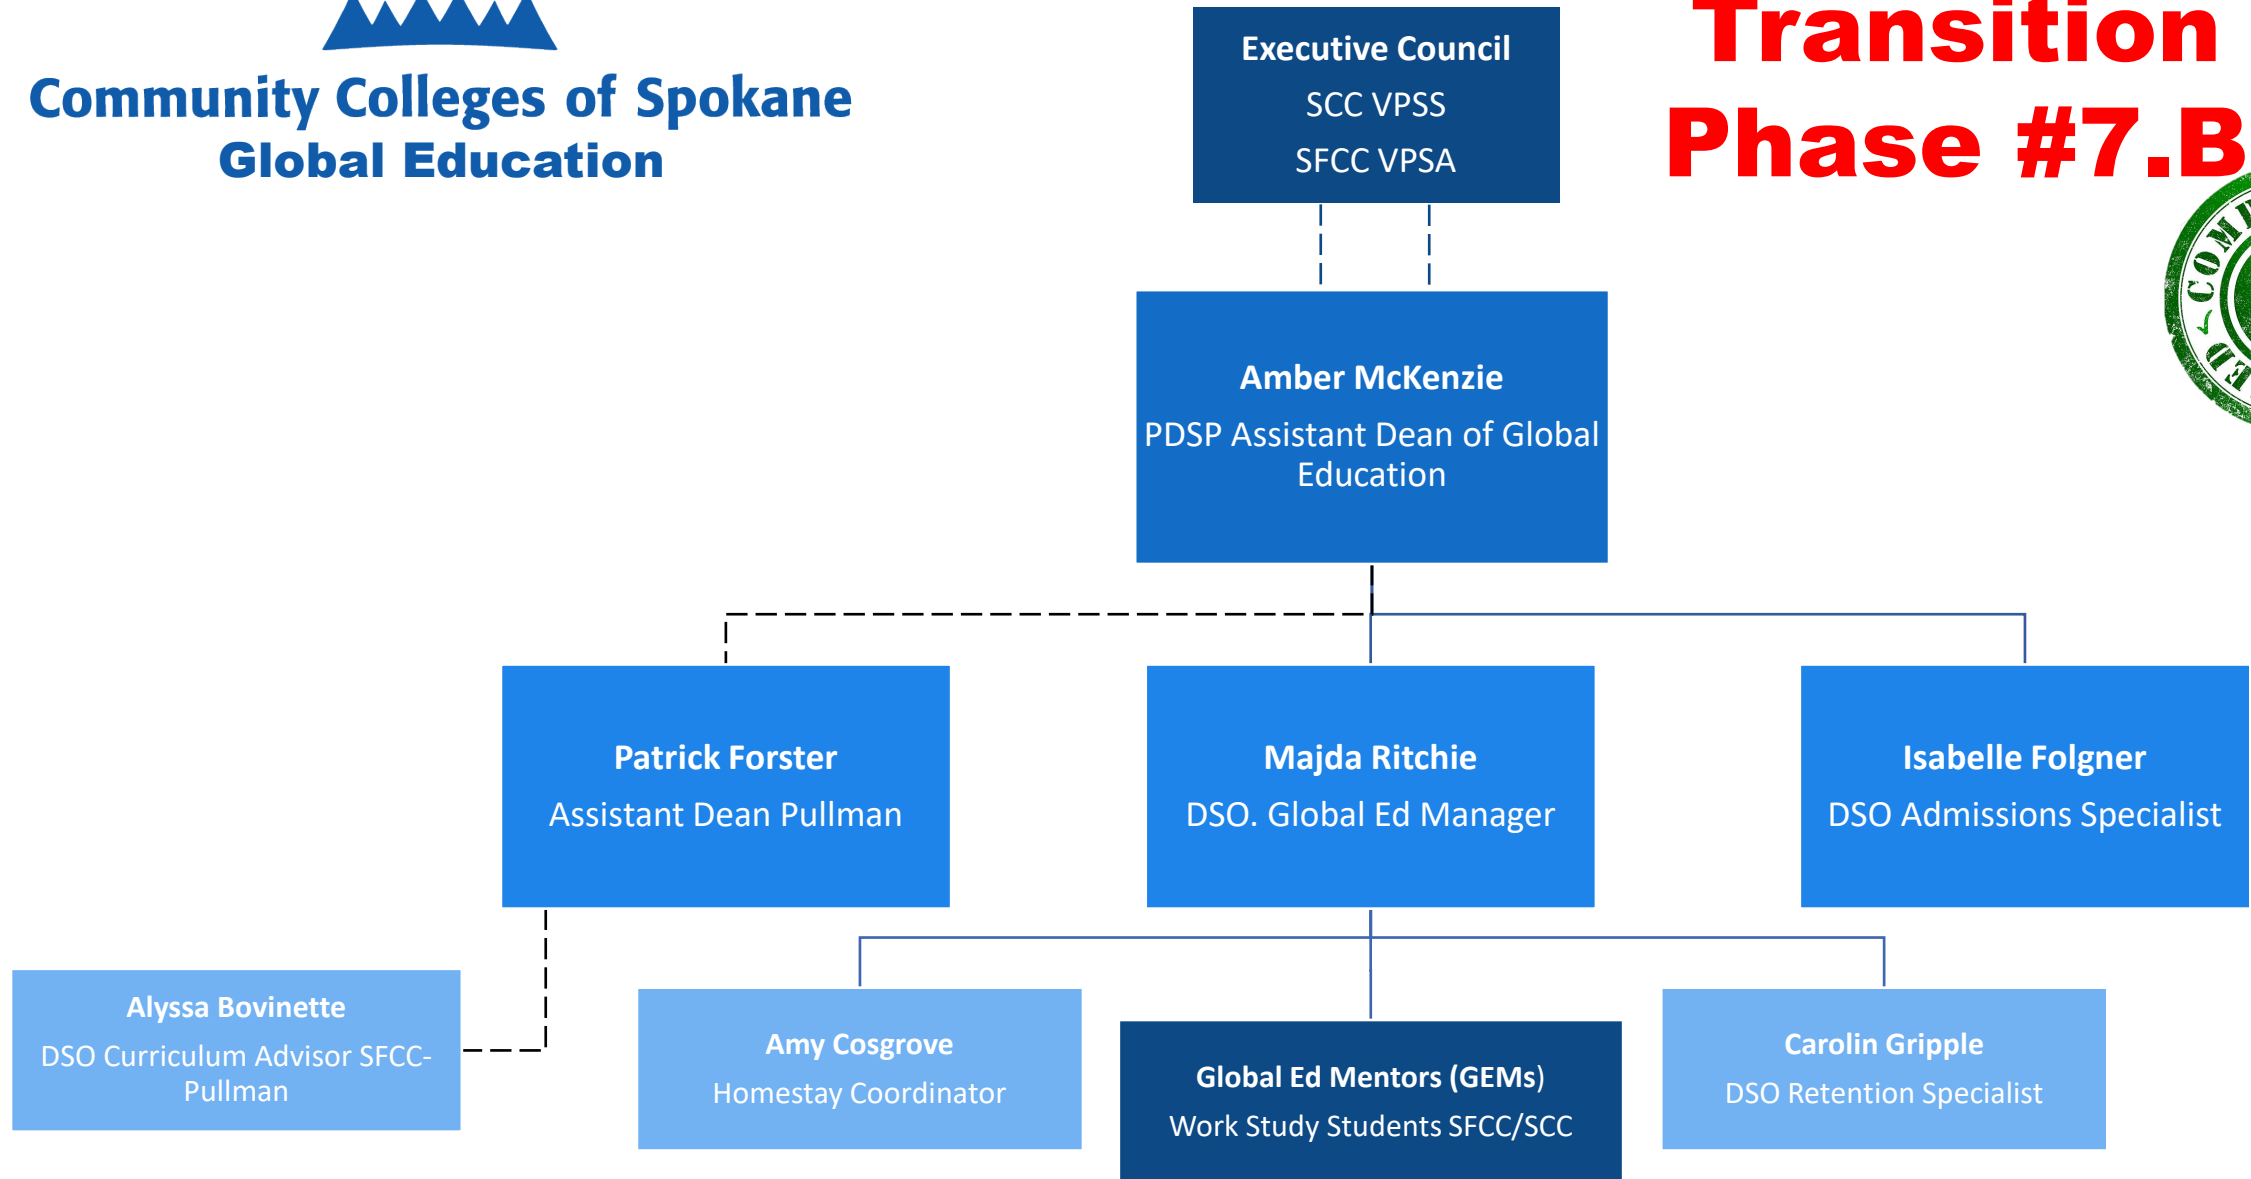 Community Colleges of Spokane
Global Education
Transition
Phase #7.B
Executive Council
SCC VPSS
SFCC VPSA
Amber McKenzie
PDSP Assistant Dean of Global
Education
Patrick Forster
Assistant Dean Pullman
Majda Ritchie
DSO. Global Ed Manager
Isabelle Folgner
DSO Admissions Specialist
Alyssa Bovinette
DSO Curriculum Advisor SFCC-
Pullman
Amy Cosgrove
Homestay Coordinator
Global Ed Mentors (GEMs)
Work Study Students SFCC/SCC
Carolin Gripple
DSO Retention Specialist